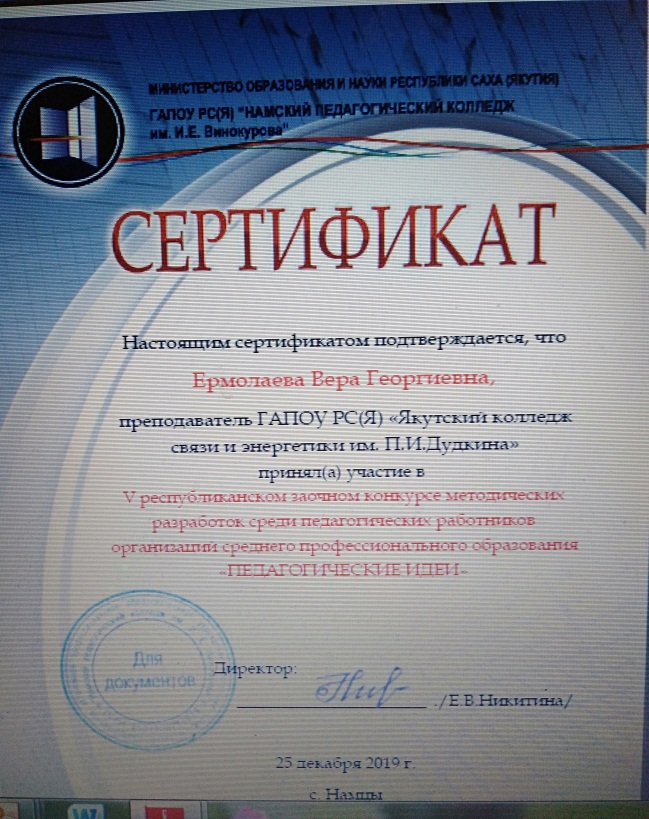 МИНИСТЕРСТВО ОБРАЗОВАНИЯ И НАУКИ РЕСПУБЛИКИ САХА (ЯКУТИЯ)
ГАПОУ РС(Я) "НАМСКИЙ ПЕДАГОГИЧЕСКИЙ КОЛЛЕДЖ
им. И.Е. Винокурова"
СЕРТИФИКАТ
Настоящим сертификатом подтверждается, что
Ермолаева Вера Георгиевна,
преподаватель ГАПОУ РС(Я) «Якутский колледж
связи и энергетики им. П.И.Дудкина»
принял(а) участие в
V республиканском заочном конкурсе методических
разработок среди педагогических работников
организаций среднего профессионального образования
«ПЕДАГОГИЧЕСКИЕ ИДЕИ»
Для
документов
Директор:
/Е.В.Никитина/
25 декабря 2019 г.
с. Намцы